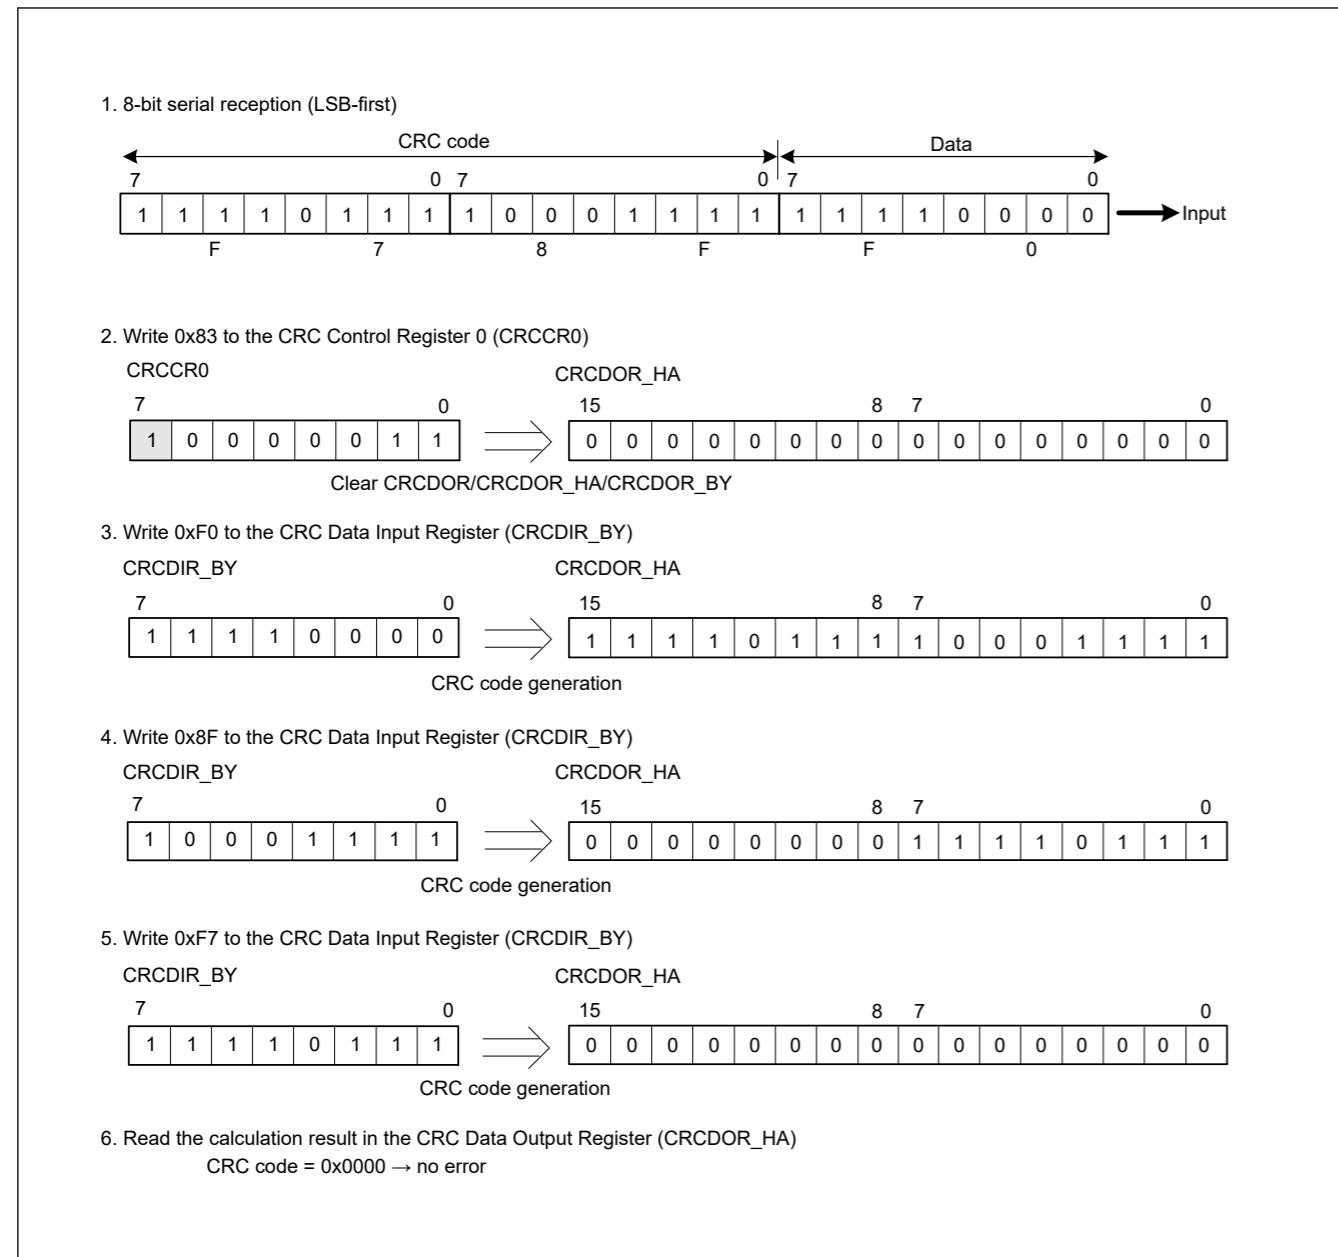 1. 8-bit serial reception (LSB-first)
CRC code Data
7 0 7 0 7 0
1 1 1 1 0 1 1 1 1 0 0 0 1 1 1 1 1 1 1 1 0 0 0 0 Input
F 7 8 F F 0
2. Write 0x83 to the CRC Control Register 0 (CRCCR0)
CRCCR0 CRCDOR_HA
7 0 15 8 7 0
1 0 0 0 0 0 1 1 0 0 0 0 0 0 0 0 0 0 0 0 0 0 0 0
Clear CRCDOR/CRCDOR_HA/CRCDOR_BY
3. Write 0xF0 to the CRC Data Input Register (CRCDIR_BY)
CRCDIR_BY CRCDOR_HA
7 0 15 8 7 0
1 1 1 1 0 0 0 0 1 1 1 1 0 1 1 1 1 0 0 0 1 1 1 1
CRC code generation
4. Write 0x8F to the CRC Data Input Register (CRCDIR_BY)
CRCDIR_BY CRCDOR_HA
7 0 15 8 7 0
1 0 0 0 1 1 1 1 0 0 0 0 0 0 0 0 1 1 1 1 0 1 1 1
CRC code generation
5. Write 0xF7 to the CRC Data Input Register (CRCDIR_BY)
CRCDIR_BY CRCDOR_HA
7 0 15 8 7 0
1 1 1 1 0 1 1 1 0 0 0 0 0 0 0 0 0 0 0 0 0 0 0 0
CRC code generation
6. Read the calculation result in the CRC Data Output Register (CRCDOR_HA)
CRC code = 0x0000 → no error